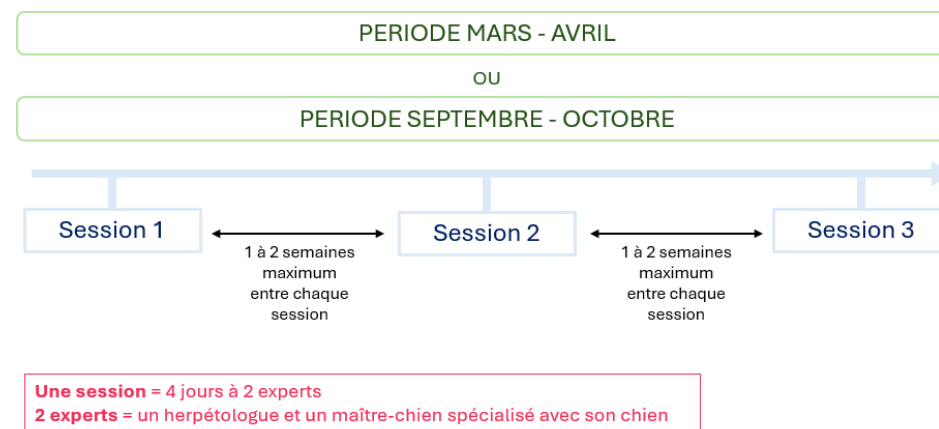 PERIODE MARS - AVRIL
OU
PERIODE SEPTEMBRE - OCTOBRE
Session 1
Session 2
Session 3
1 à 2 semaines
maximum
entre chaque
session
1 à 2 semaines
maximum
entre chaque
session
Une session = 4 jours à 2 experts
2 experts = un herpétologue et un maître-chien spécialisé avec son chien